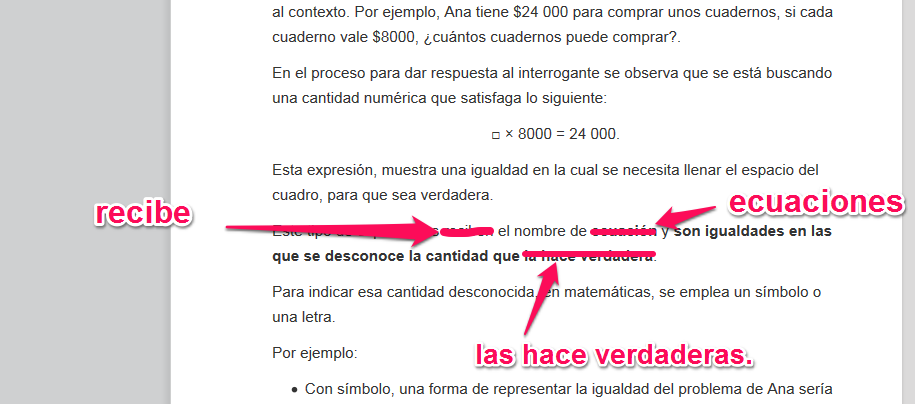 al contexto. Por ejemplo, Ana tiene $24 000 para comprar unos cuadernos, si cada
cuaderno vale $8000, ¿cuántos cuadernos puede comprar?.
En el proceso para dar respuesta al interrogante se observa que se está buscando
una cantidad numérica que satisfaga lo siguiente:
□ × 8000 = 24 000.
Esta expresión, muestra una igualdad en la cual se necesita llenar el espacio del
cuadro, para que sea verdadera.
recibe
ecuaciones
Este tipo de el nombre de ecuación y son igualdades en las
que se desconoce la cantidad que la hace verdadera.
las hace verdaderas.
Para indicar esa cantidad desconocida, en matemáticas, se emplea un símbolo o
una letra.
Por ejemplo:
• Con símbolo, una forma de representar la igualdad del problema de Ana sería